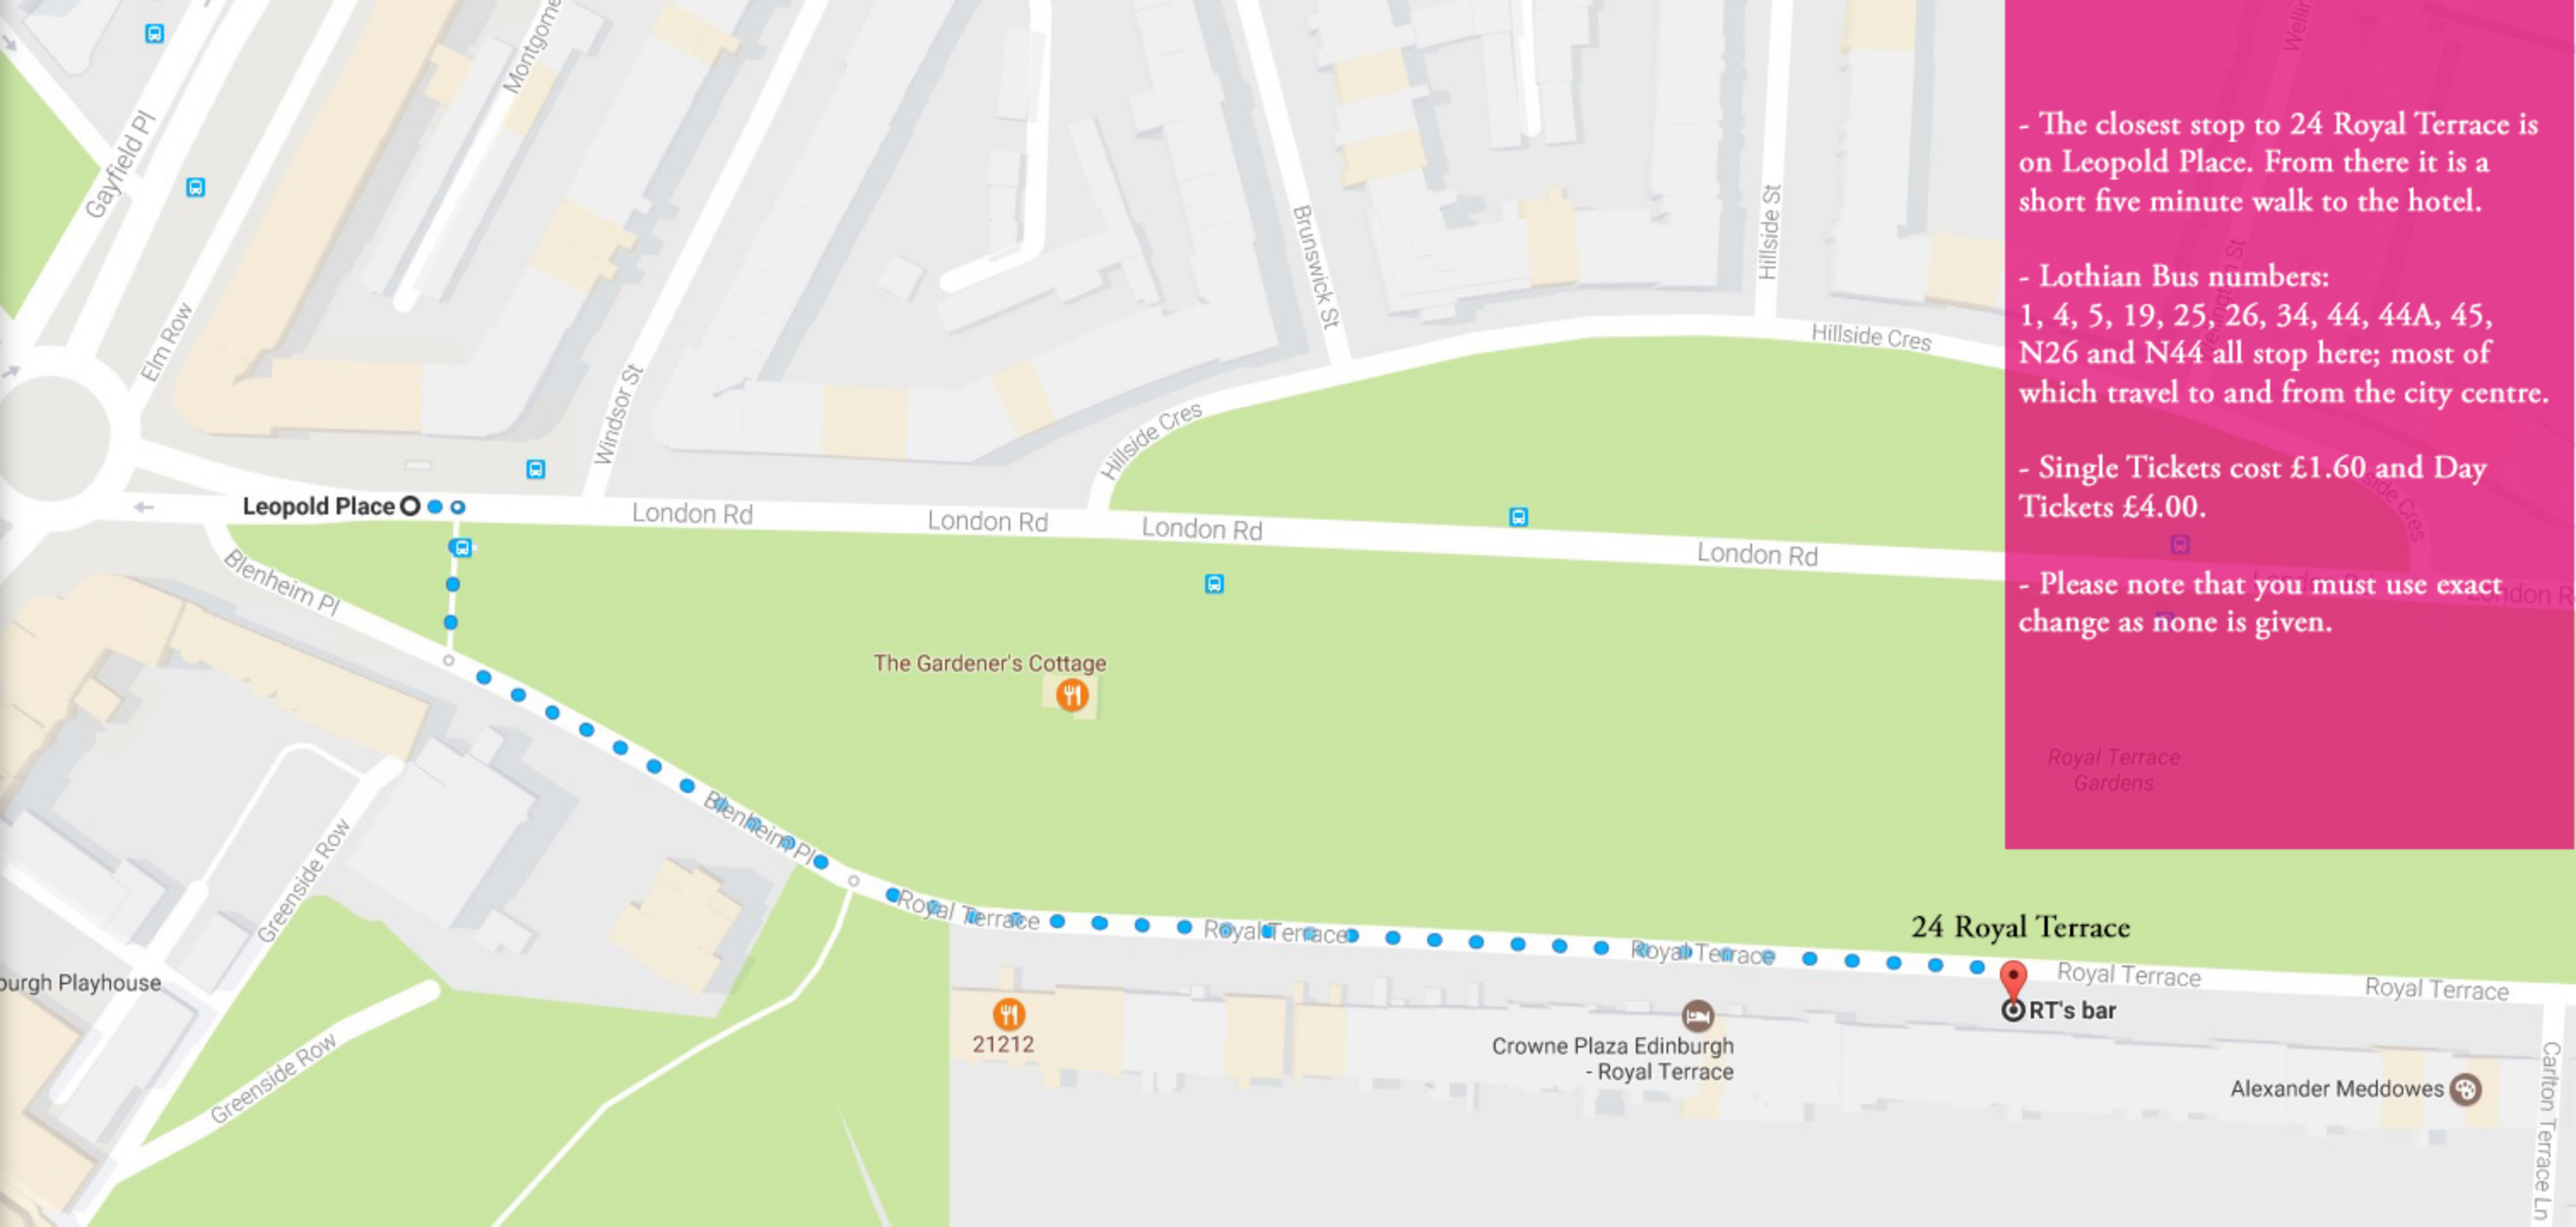 Gayfield Pl
Montgome
Elm Row
Windsor St
Brunswick St
Hillside St
Hillside Cres
Hillside Cres
Leopold Place
London Rd
London Rd
London Rd
London Rd
Blenheim Pl
The Gardener's Cottage
Blenheim Pl
Greenside Row
Greenside Row
burgh Playhouse
Royal Terrace
Royal Terrace
Royal Terrace
24 Royal Terrace
Royal Terrace
Royal Terrace
RT's bar
21212
Crowne Plaza Edinburgh
- Royal Terrace
Alexander Meddowes
Carlton Terrace Ln
- The closest stop to 24 Royal Terrace is
on Leopold Place. From there it is a
short five minute walk to the hotel.
- Lothian Bus numbers:
1, 4, 5, 19, 25, 26, 34, 44, 44A, 45,
N26 and N44 all stop here; most of
which travel to and from the city centre.
- Single Tickets cost £1.60 and Day
Tickets £4.00.
- Please note that you must use exact
change as none is given.
Royal Terrace
Gardens